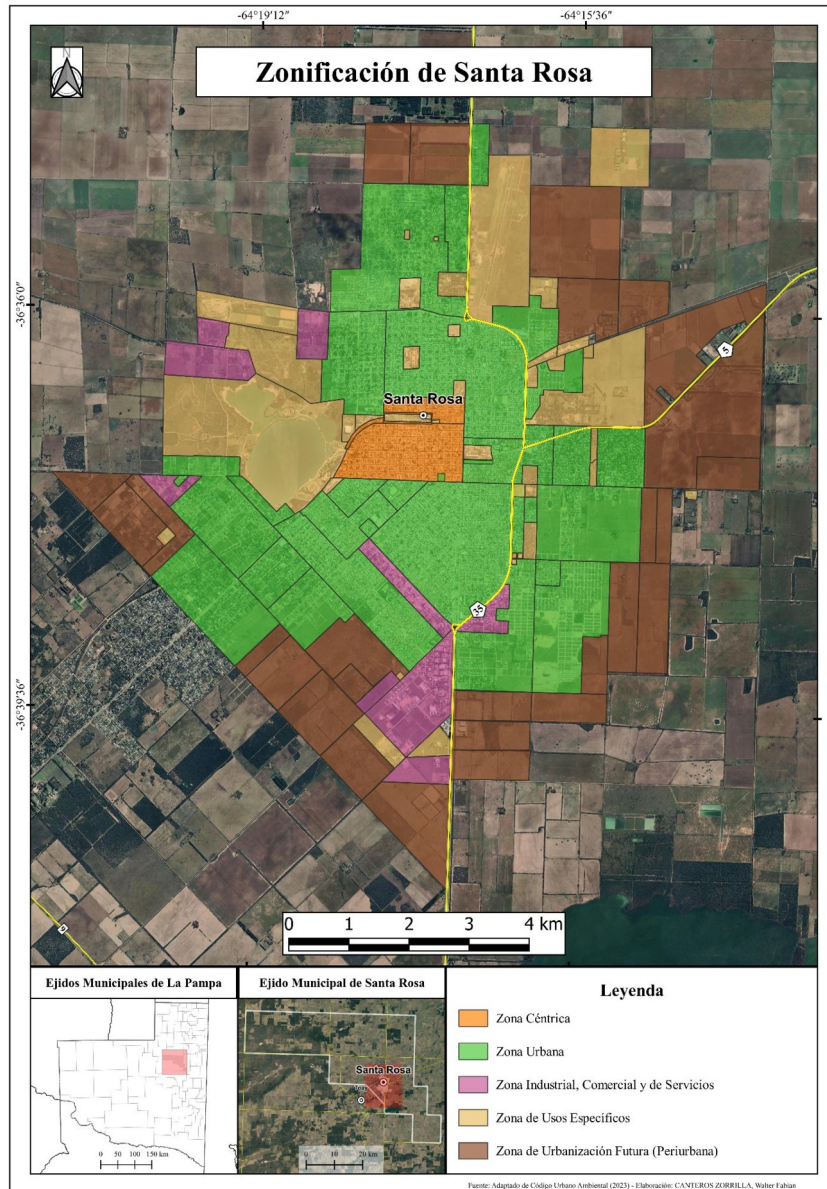 -64°19'12"
-64°15'36"
Zonificación de Santa Rosa
-36°36'0"
5
Santa Rosa
35
-36°39'36"
0 1 2 3 4 km
Ejidos Municipales de La Pampa
0 50 100 150 km
Ejido Municipal de Santa Rosa
Santa Rosa
0 10 20 km
Leyenda
Zona Céntrica
Zona Urbana
Zona Industrial, Comercial y de Servicios
Zona de Usos Específicos
Zona de Urbanización Futura (Periurbana)
Fuente: Adaptado de Código Urbano Ambiental (2023) - Elaboración: CANTEROS ZORRILLA, Walter Fabian